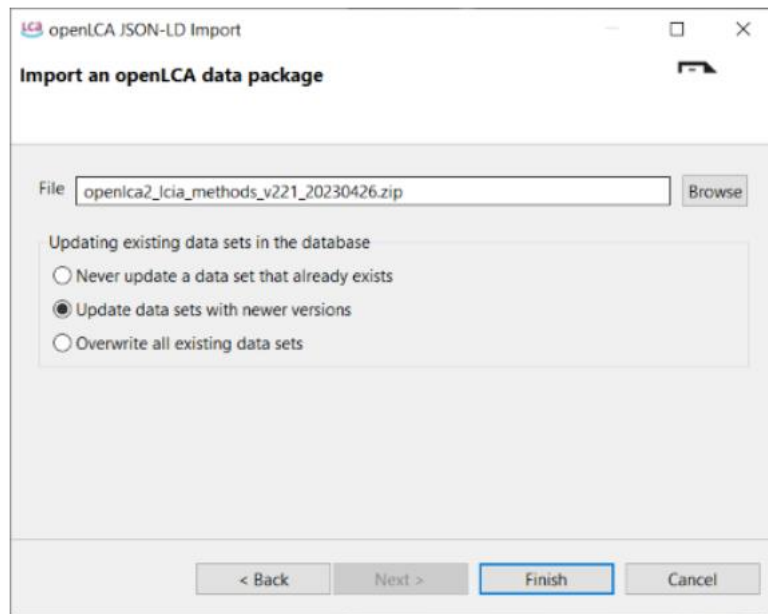 LCA openLCA JSON-LD Import
Import an openLCA data package
File openlca2_lcia_methods_v221_20230426.zip Browse
Updating existing data sets in the database
Never update a data set that already exists
Update data sets with newer versions
Overwrite all existing data sets
< Back Next > Finish Cancel